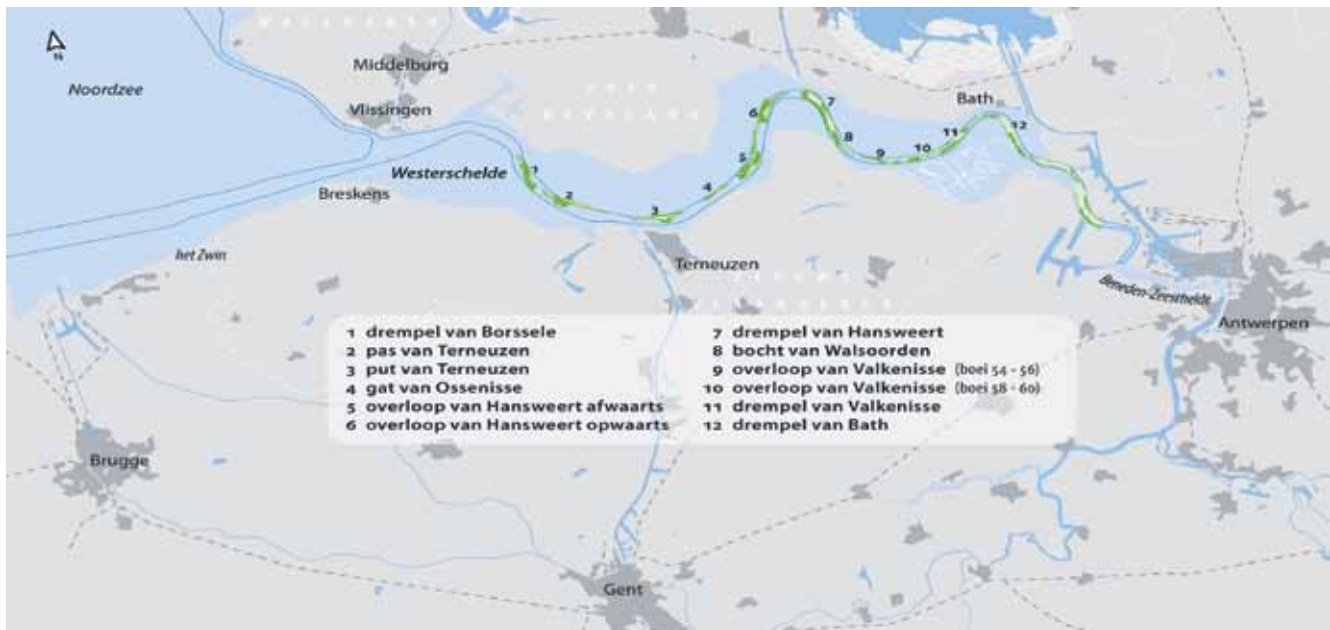 Middelburg
Noordzee
Vlissingen
Bath
Westerschelde
Breskens
6
7
8
5
9
10
11
12
1
2
4
3
het Zwin
Terneuzen
Beneden-Zeeschelde
Antwerpen
1 drempel van Borssele
2 pas van Terneuzen
3 put van Terneuzen
4 gat van Ossenisse
5 overloop van Hansweert afwaarts
6 overloop van Hansweert opwaarts
7 drempel van Hansweert
8 bocht van Walsoorden
9 overloop van Valkenisse (boei 54 - 56)
10 overloop van Valkenisse (boei 58 - 60)
11 drempel van Valkenisse
12 drempel van Bath
Brugge
Gent